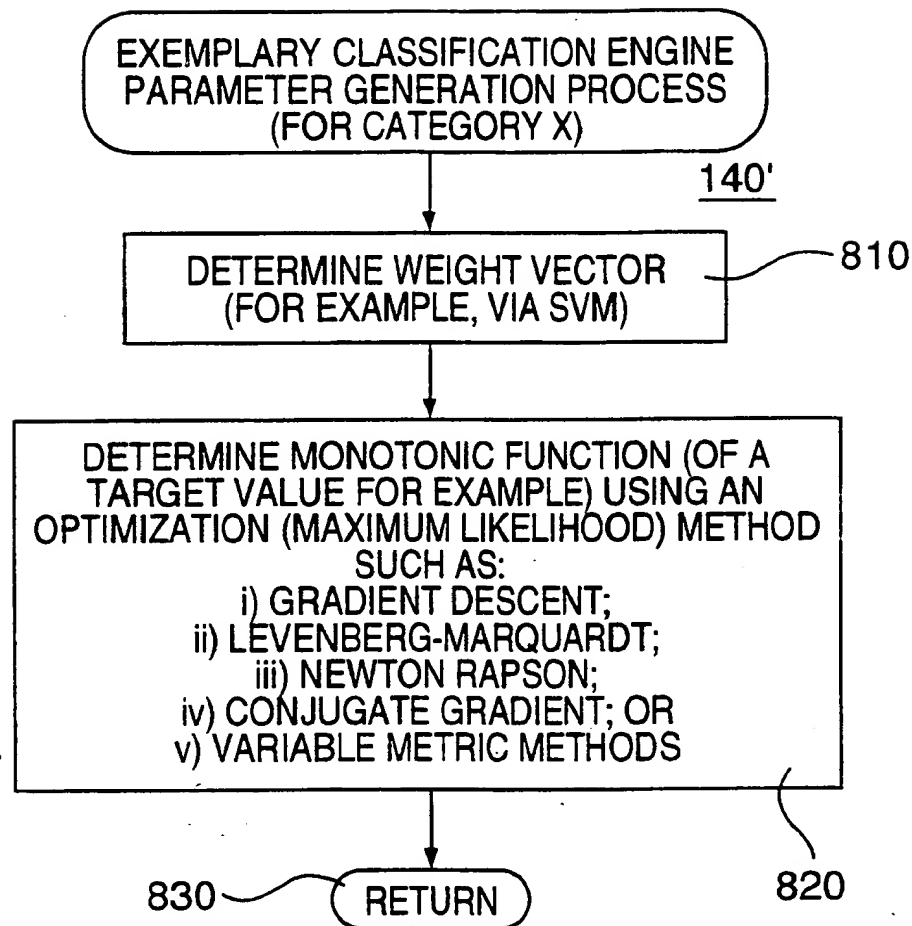 EXEMPLARY CLASSIFICATION ENGINE
PARAMETER GENERATION PROCESS
(FOR CATEGORY X)
140'
DETERMINE WEIGHT VECTOR
(FOR EXAMPLE, VIA SVM)
810
DETERMINE MONOTONIC FUNCTION (OF A
TARGET VALUE FOR EXAMPLE) USING AN
OPTIMIZATION (MAXIMUM LIKELIHOOD) METHOD
SUCH AS:
i) GRADIENT DESCENT;
ii) LEVENBERG-MARQUARDT;
iii) NEWTON RAPSON;
iv) CONJUGATE GRADIENT; OR
v) VARIABLE METRIC METHODS
820
830
RETURN